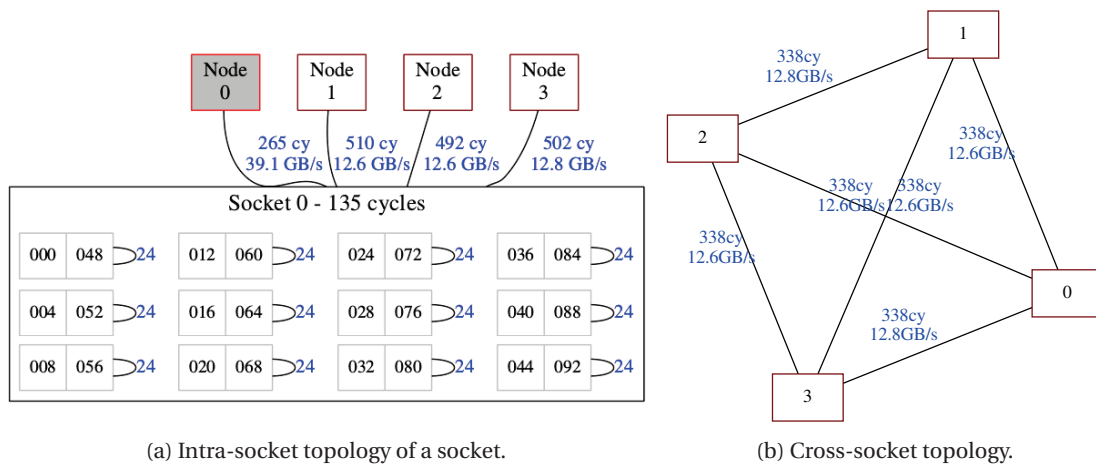 Node
0
Node
1
Node
2
Node
3
265 cy
39.1 GB/s
510 cy
12.6 GB/s
492 cy
12.6 GB/s
502 cy
12.8 GB/s
Socket 0 - 135 cycles
000 048 24 012 060 24 024 072 24 036 084 24
004 052 24 016 064 24 028 076 24 040 088 24
008 056 24 020 068 24 032 080 24 044 092 24
(a) Intra-socket topology of a socket.
1
338cy
12.8GB/s
2
338cy
12.6GB/s
338cy
12.6GB/s
338cy
12.6GB/s
338cy
12.6GB/s
0
338cy
12.8GB/s
3
(b) Cross-socket topology.